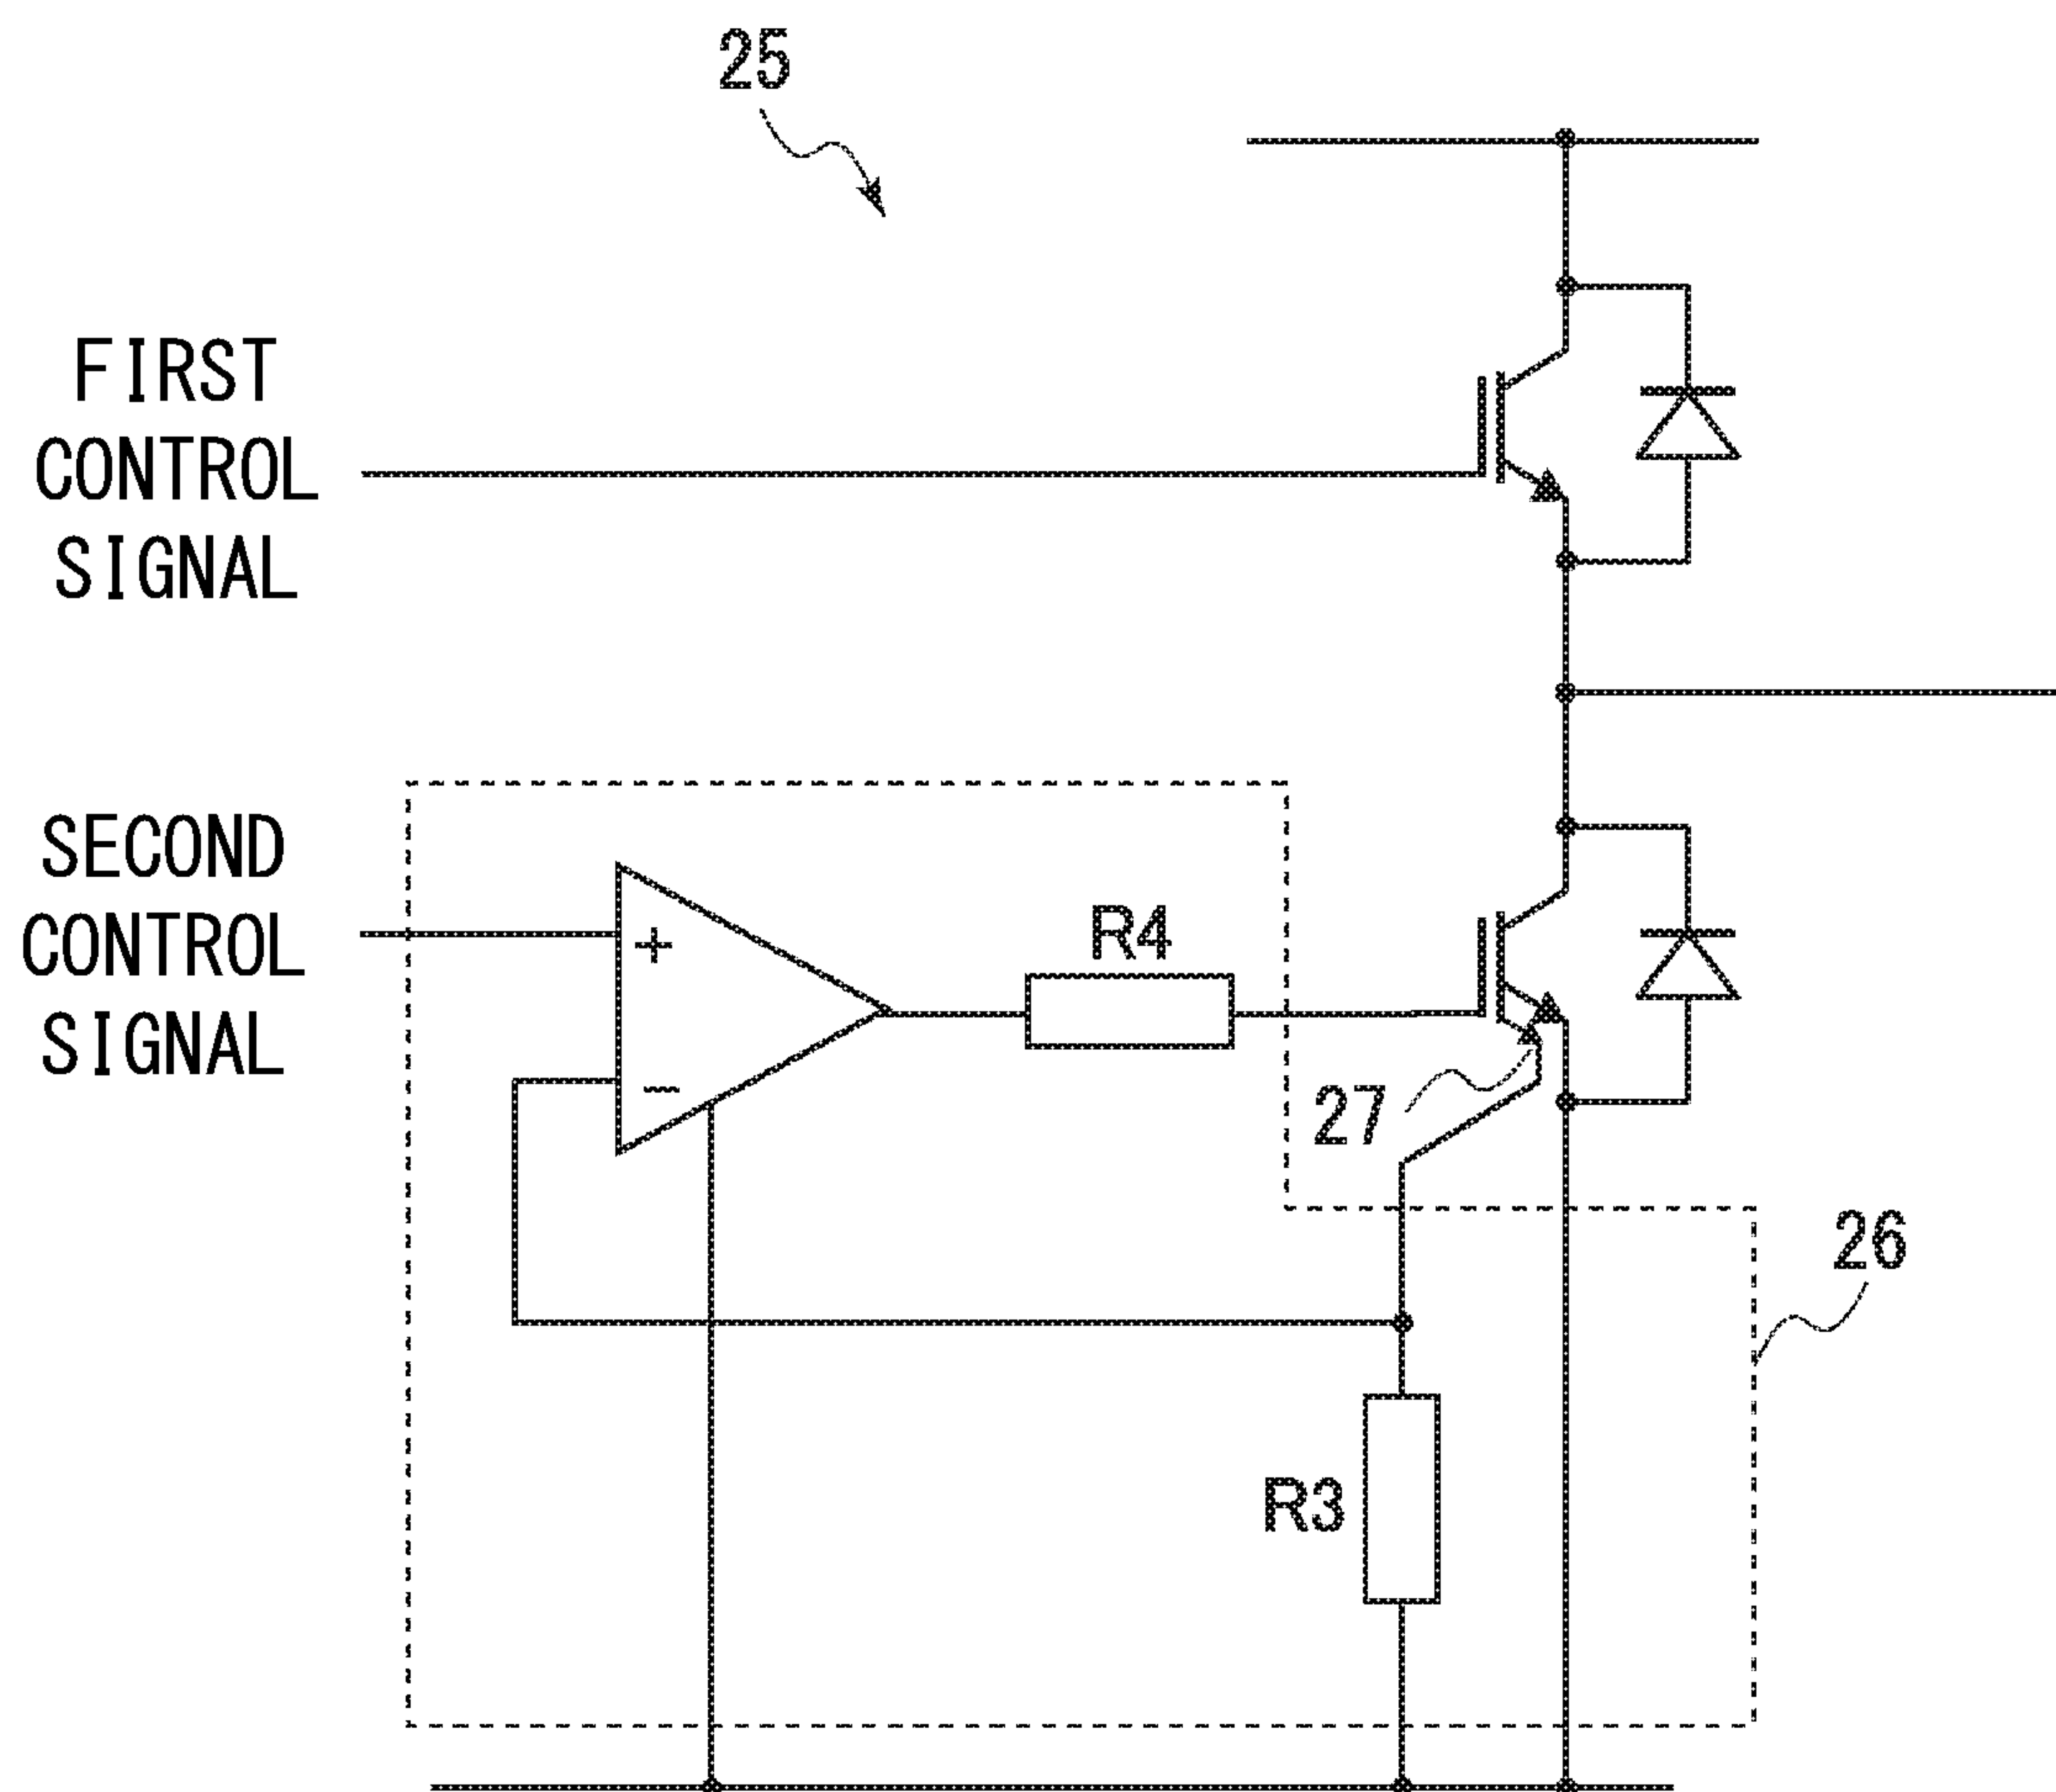 25
FIRST
CONTROL
SIGNAL
SECOND
CONTROL
SIGNAL
+
−
R4
27
26
R3